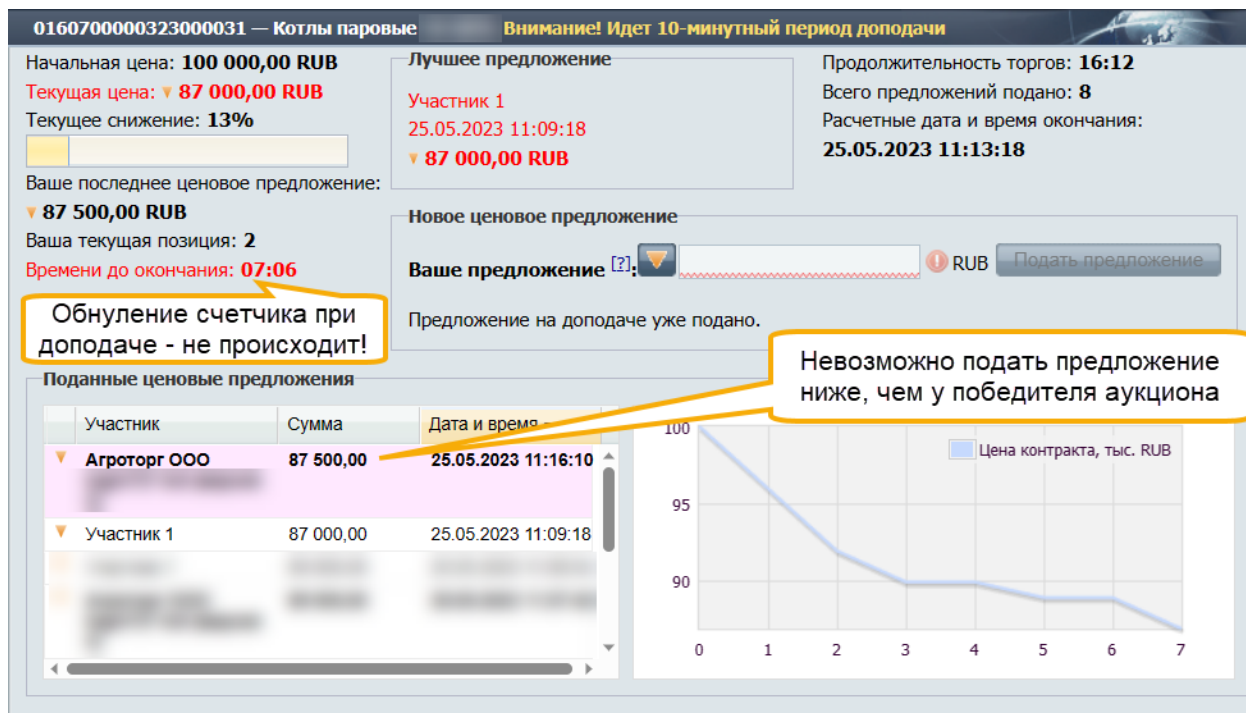 0160700000323000031 — Котлы паровые
Внимание! Идет 10-минутный период доподачи
Начальная цена: 100 000,00 RUB
Текущая цена: 87 000,00 RUB
Текущее снижение: 13%
Ваше последнее ценовое предложение:
87 500,00 RUB
Ваша текущая позиция: 2
Времени до окончания: 07:06
Обнуление счетчика при
доподаче - не происходит!
Лучшее предложение
Участник 1
25.05.2023 11:09:18
87 000,00 RUB
Продолжительность торгов: 16:12
Всего предложений подано: 8
Расчетные дата и время окончания:
25.05.2023 11:13:18
Новое ценовое предложение
Ваше предложение [?]: RUB Подать предложение
Предложение на доподаче уже подано.
Невозможно подать предложение
ниже, чем у победителя аукциона
Поданные ценовые предложения
Участник Сумма Дата и время
Агроторг ООО 87 500,00 25.05.2023 11:16:10
Участник 1 87 000,00 25.05.2023 11:09:18
Цена контракта, тыс. RUB
100
95
90
0 1 2 3 4 5 6 7